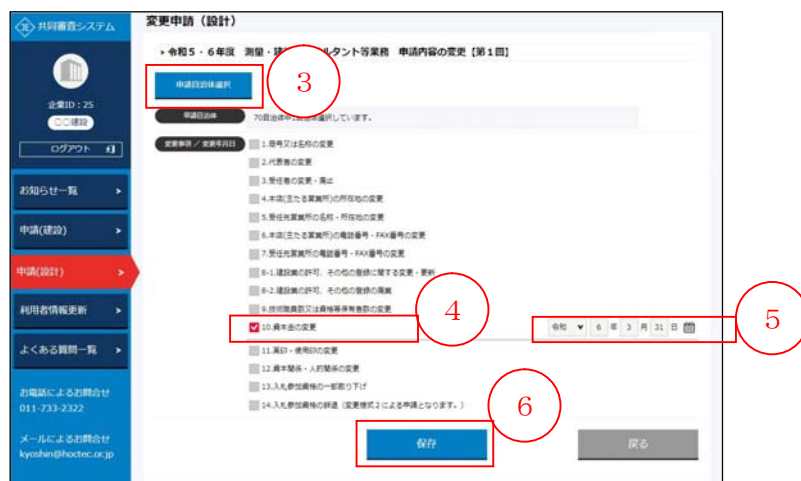 共同審査システム
企業ID:25
〇〇建設
ログアウト
お知らせ一覧
申請(建設)
申請(設計)
利用者情報更新
よくある質問一覧
お電話によるお問合せ
011-733-2322
メールによるお問合せ
kyoshin@hoctec.or.jp
変更申請(設計)
令和5・6年度 測量・建 ルタント等業務 申請内容の変更【第1回】
申請自治体選択
3
申請自治体
70自治体中 自治体選択しています。
変更事項 / 変更年月日
1.商号又は名称の変更
2.代表者の変更
3.受任者の変更・廃止
4.本店(主たる営業所)の所在地の変更
5.受任先営業所の名称・所在地の変更
6.本店(主たる営業所)の電話番号・FAX番号の変更
7.受任先営業所の電話番号・FAX番号の変更
8-1.建設業の許可、その他の登録に関する変更・更新
8-2.建設業の許可、その他の登録の廃業
9.技術職員数又は資格等保有者数の変更
4
10.資本金の変更
令和 6 年 3 月 31 日
5
11.実印・使用印の変更
12.資本関係・人的関係の変更
13.入札参加資格の一部取り下げ
14.入札参加資格の辞退(変更様式2による申請となります。)
6
保存
戻る